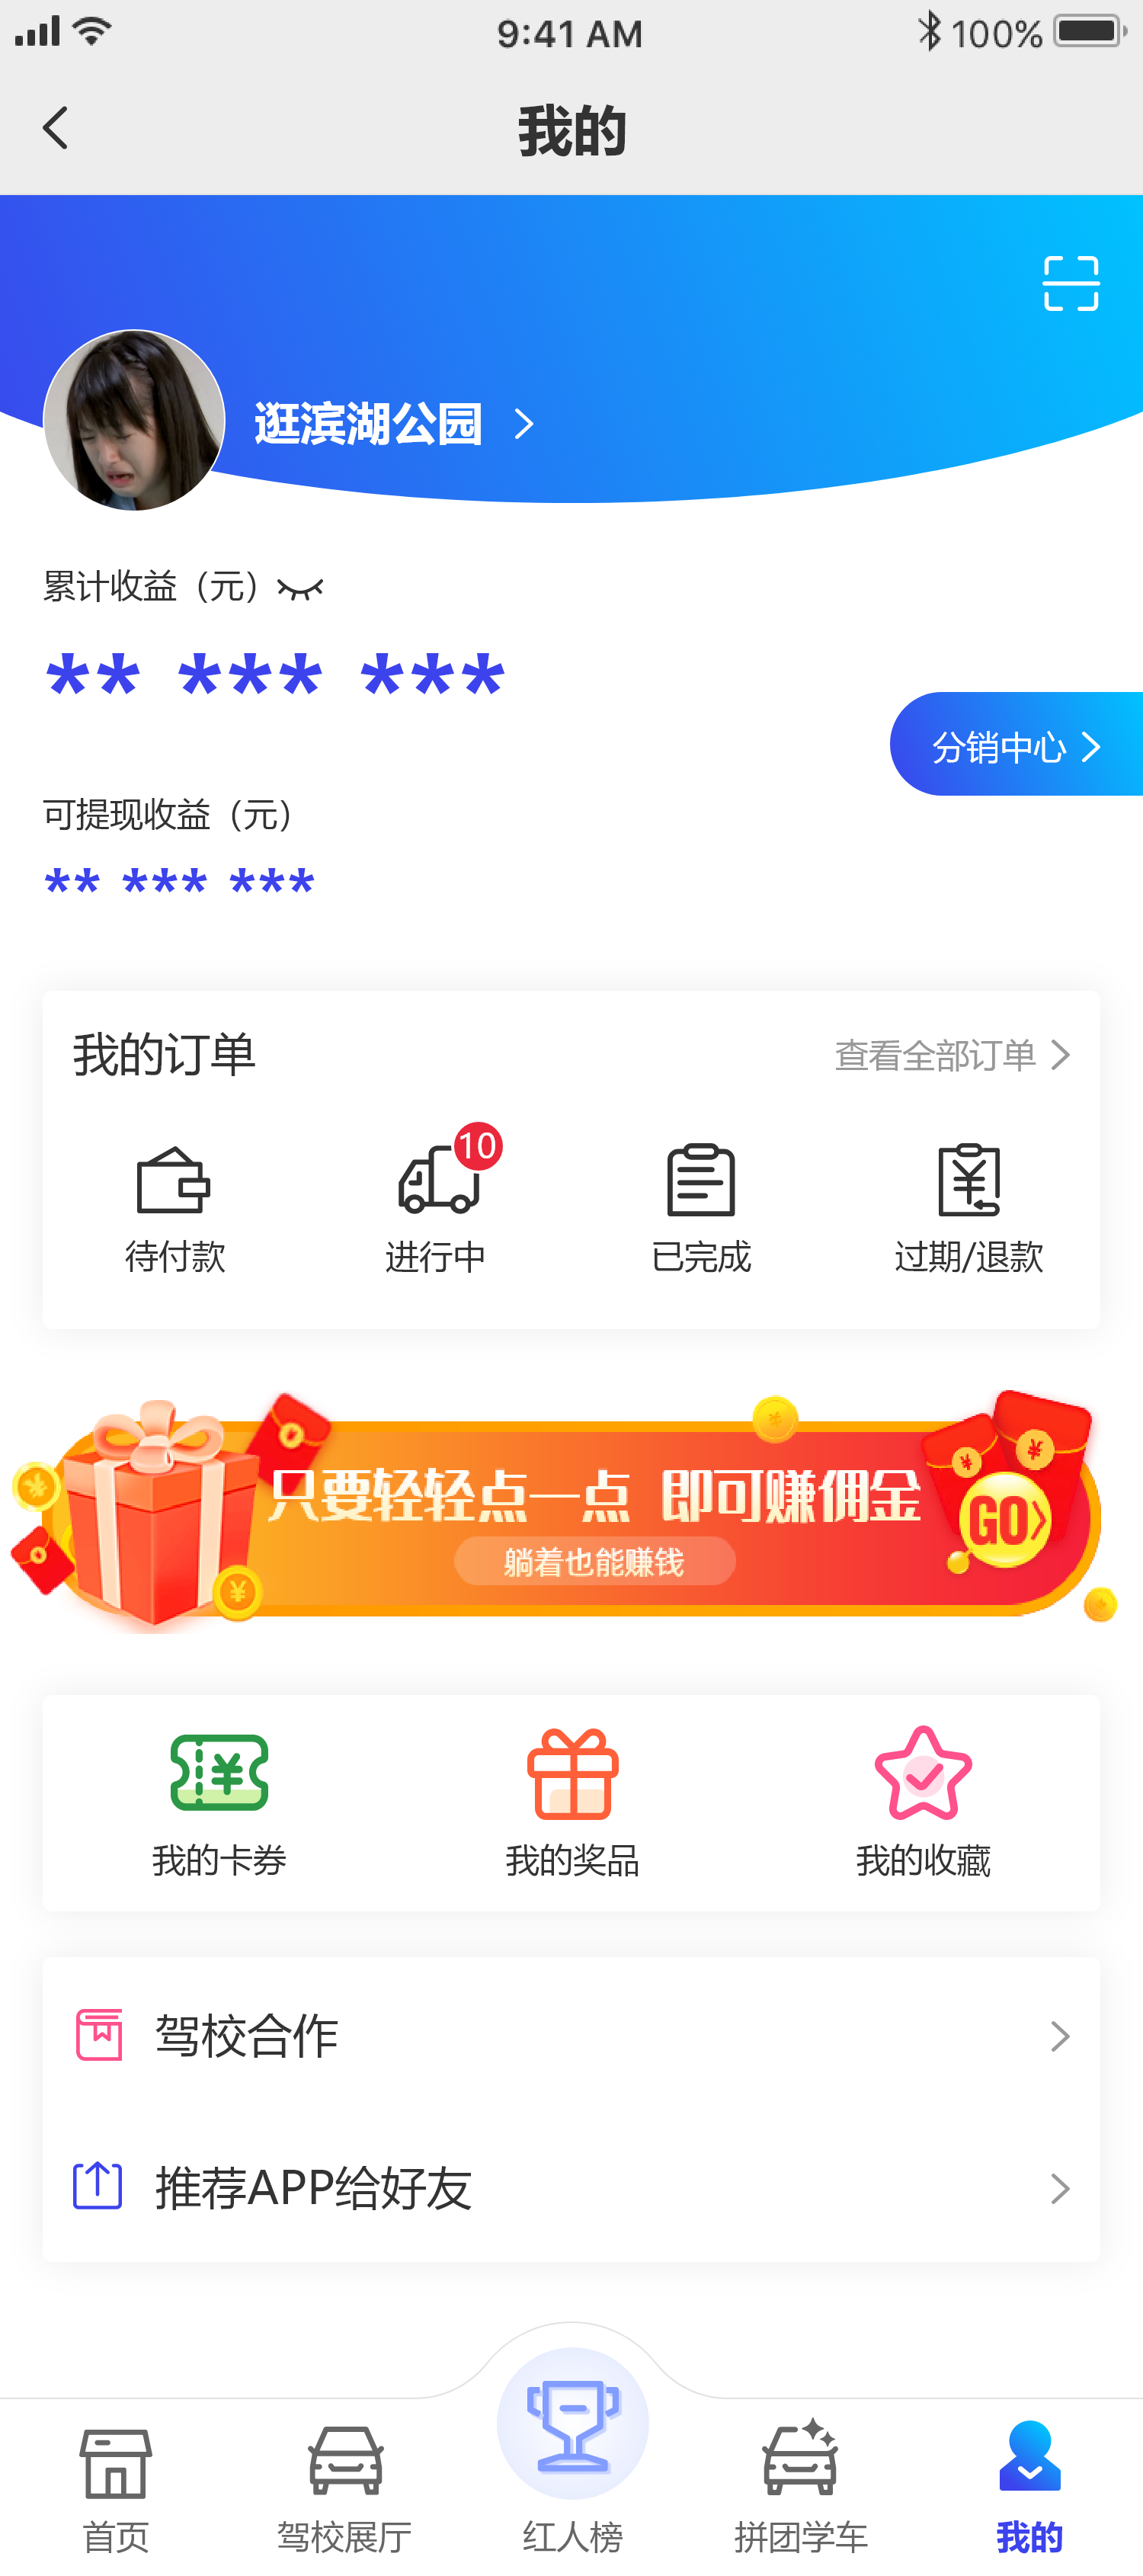 9:41 AM 100%
我的
逛滨湖公园
累计收益（元）
** *** ***
分销中心
可提现收益（元）
** *** ***
我的订单 查看全部订单
10
待付款 进行中 已完成 过期/退款
只要轻轻点一点 即可赚佣金
GO
躺着也能赚钱
我的卡券 我的奖品 我的收藏
驾校合作
推荐APP给好友
首页 驾校展厅 红人榜 拼团学车 我的